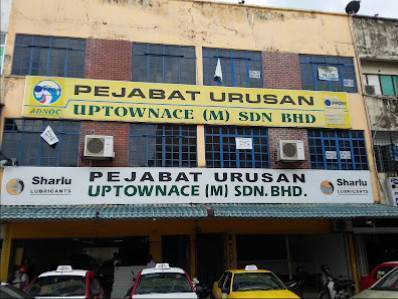 ADNOC
PEJABAT URUSAN
UPTOWNACE (M) SDN BHD
Sharlu
LUBRICANTS
PEJABAT URUSAN
UPTOWNACE (M) SDN.BHD.
Sharlu
LUBRICANTS